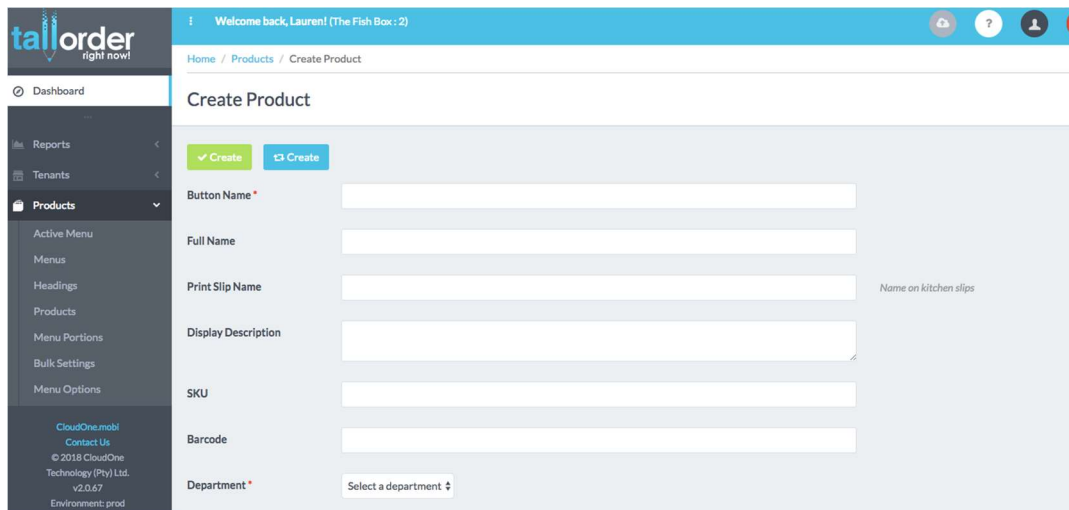 tallorder
right now!
Welcome back, Lauren! (The Fish Box : 2)
?
Home / Products / Create Product
Dashboard
Create Product
Reports
Tenants
Products
Active Menu
Menus
Headings
Products
Menu Portions
Bulk Settings
Menu Options
CloudOne.mobi
Contact Us
© 2018 CloudOne
Technology (Pty) Ltd.
v2.0.67
Environment: prod
Create Create
Button Name *
Full Name
Print Slip Name
Name on kitchen slips
Display Description
SKU
Barcode
Department *
Select a department